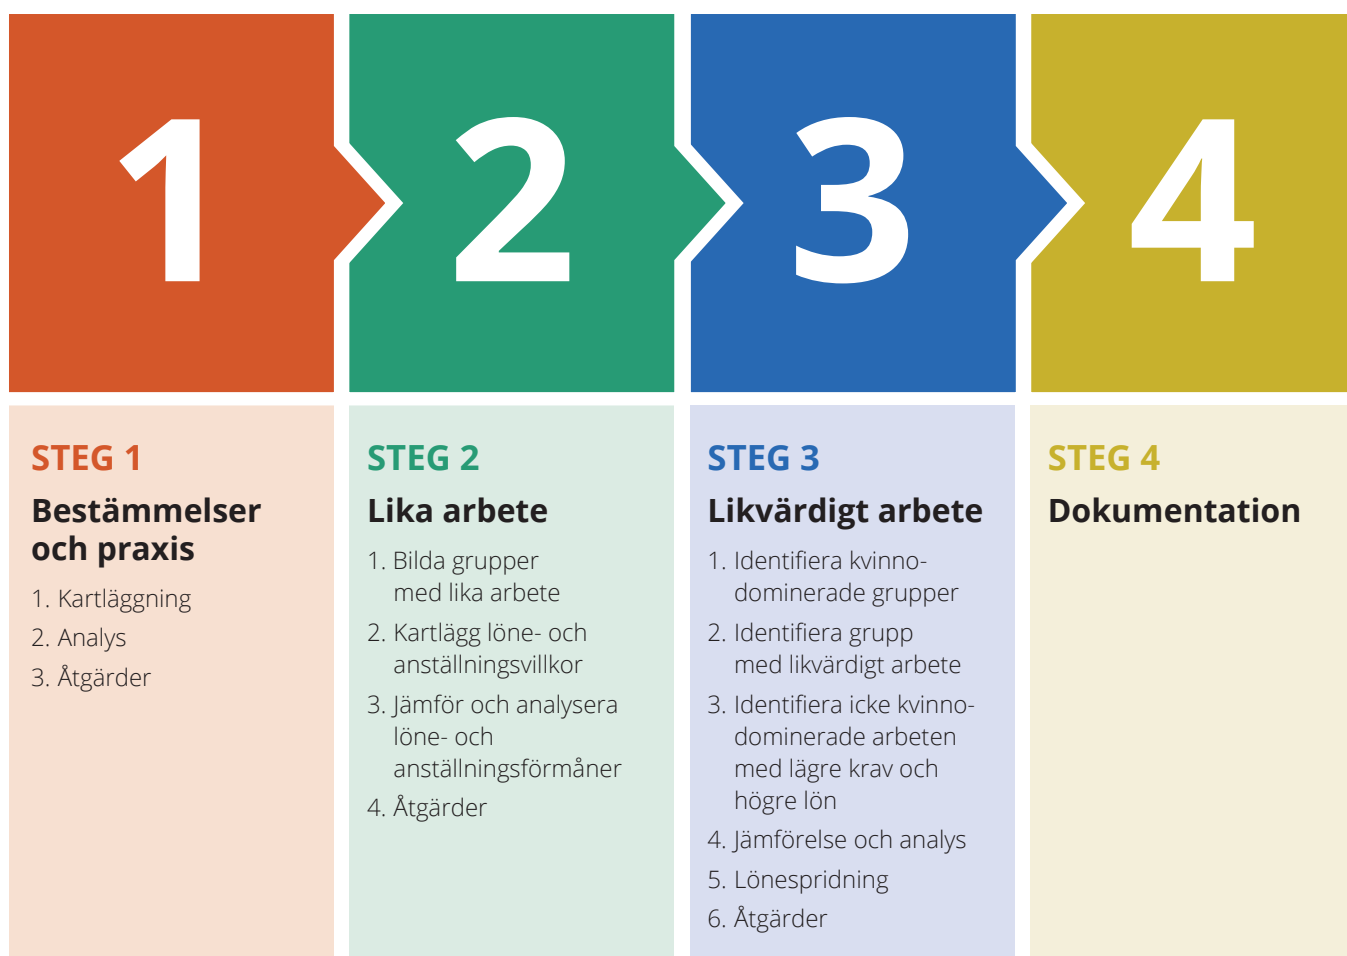 1
2
3
4
STEG 1
Bestämmelser
och praxis
1. Kartläggning
2. Analys
3. Åtgärder
STEG 2
Lika arbete
1. Bilda grupper
med lika arbete
2. Kartlägg löne- och
anställningsvillkor
3. Jämför och analysera
löne- och
anställningsförmåner
4. Åtgärder
STEG 3
Likvärdigt arbete
1. Identifiera kvinno-
dominerade grupper
2. Identifiera grupp
med likvärdigt arbete
3. Identifiera icke kvinno-
dominerade arbeten
med lägre krav och
högre lön
4. Jämförelse och analys
5. Lönespridning
6. Åtgärder
STEG 4
Dokumentation